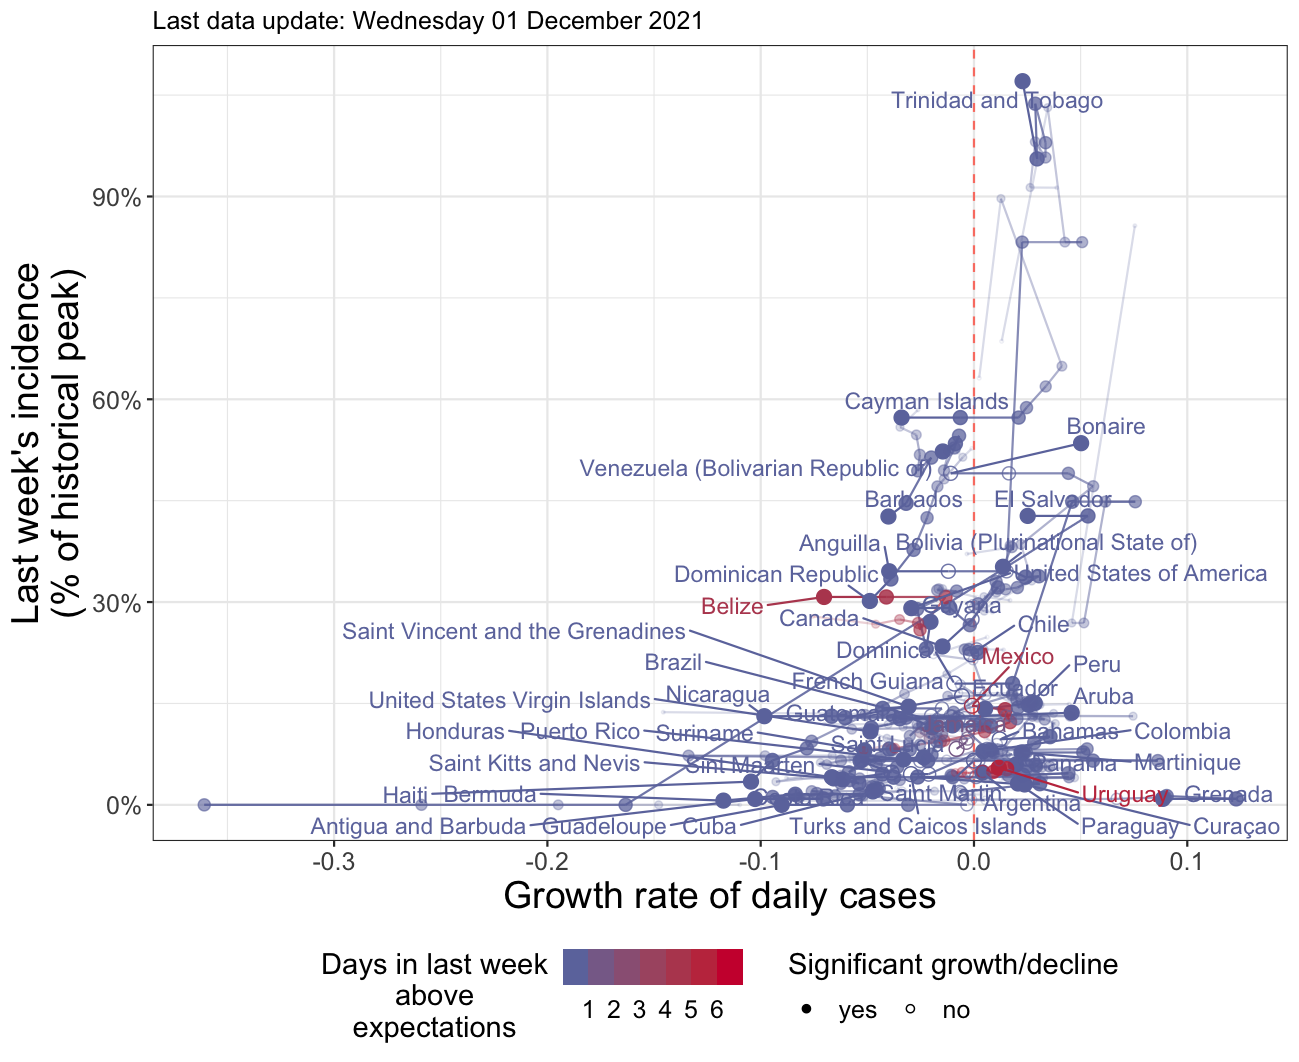 Last data update: Wednesday 01 December 2021
Last week's incidence
(% of historical peak)
90%
60%
30%
0%
Trinidad and Tobago
Cayman Islands
Bonaire
Venezuela (Bolivarian Republic of)
Barbados
El Salvador
Anguilla
Bolivia (Plurinational State of)
Dominican Republic
United States of America
Belize
Guyana
Canada
Chile
Saint Vincent and the Grenadines
Dominica
Mexico
Brazil
Peru
French Guiana
Ecuador
United States Virgin Islands
Nicaragua
Aruba
Guatemala
Honduras
Puerto Rico
Suriname
Bahamas
Colombia
Saint Lucia
Saint Kitts and Nevis
Sint Maarten
Panama
Martinique
Haiti
Bermuda
Saint Martin
Argentina
Uruguay
Grenada
Antigua and Barbuda
Guadeloupe
Cuba
Turks and Caicos Islands
Paraguay
Curaçao
-0.3
-0.2
-0.1
0.0
0.1
Growth rate of daily cases
Days in last week
above
expectations
1 2 3 4 5 6
Significant growth/decline
yes
no